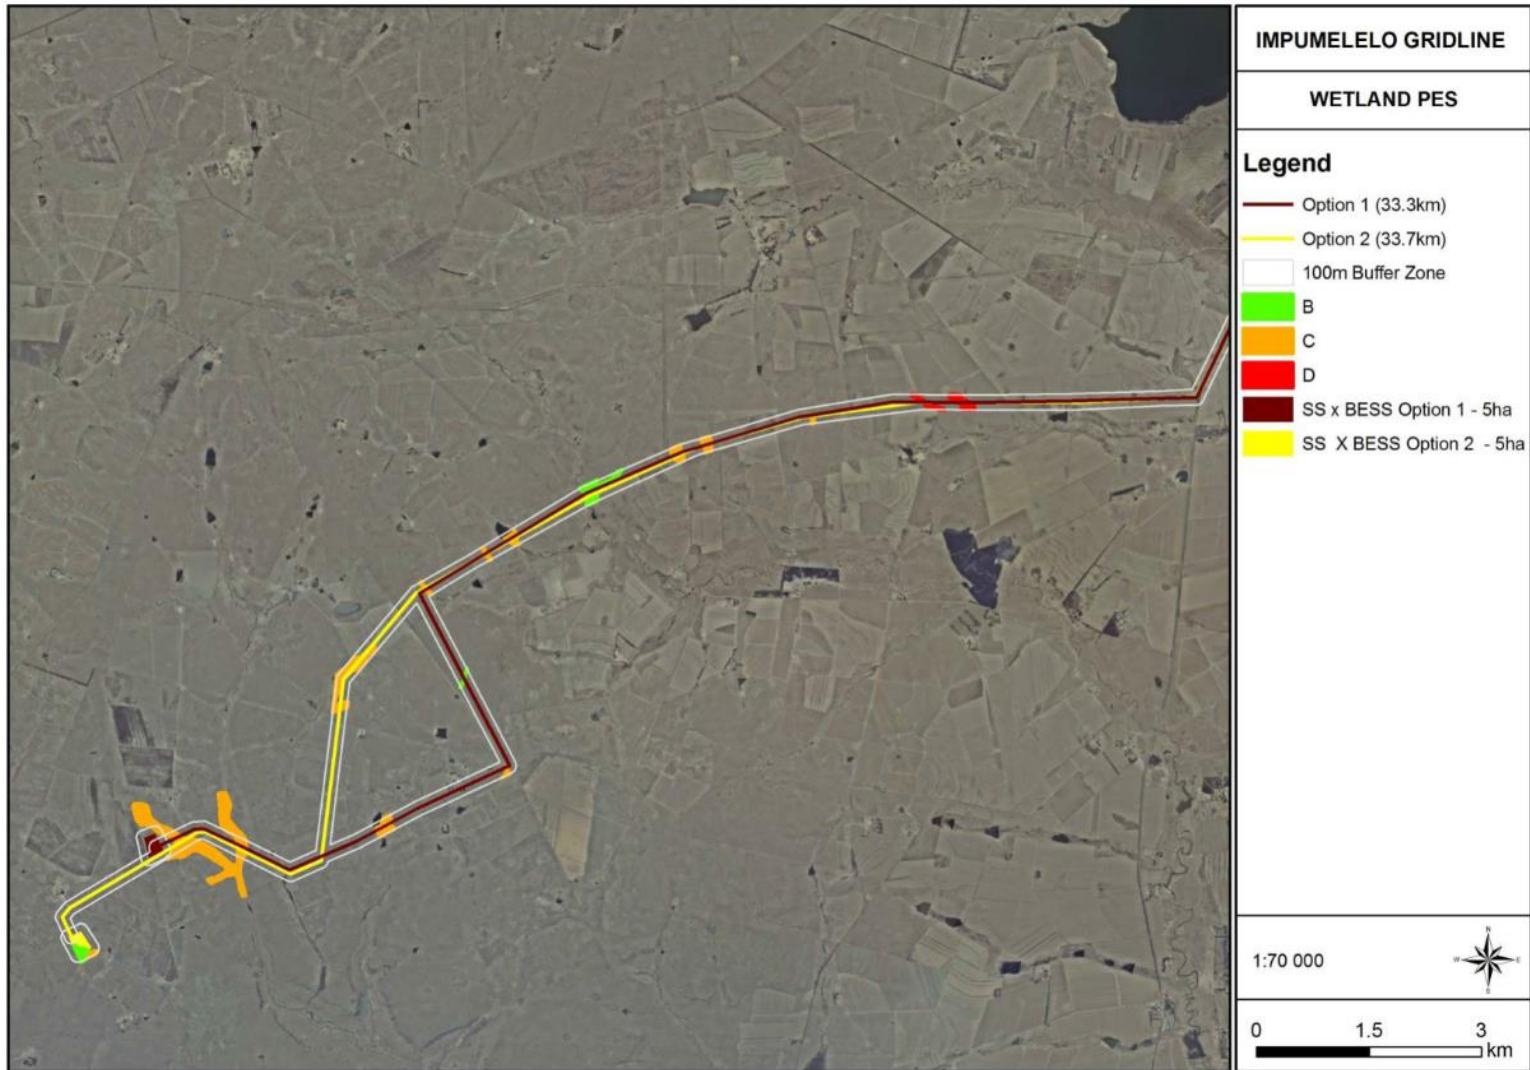 IMPUMELELO GRIDLINE
WETLAND PES
Legend
Option 1 (33.3km)
Option 2 (33.7km)
100m Buffer Zone
B
C
D
SS x BESS Option 1 - 5ha
SS X BESS Option 2 - 5ha
1:70 000
N
W E
S
0 1.5 3
km